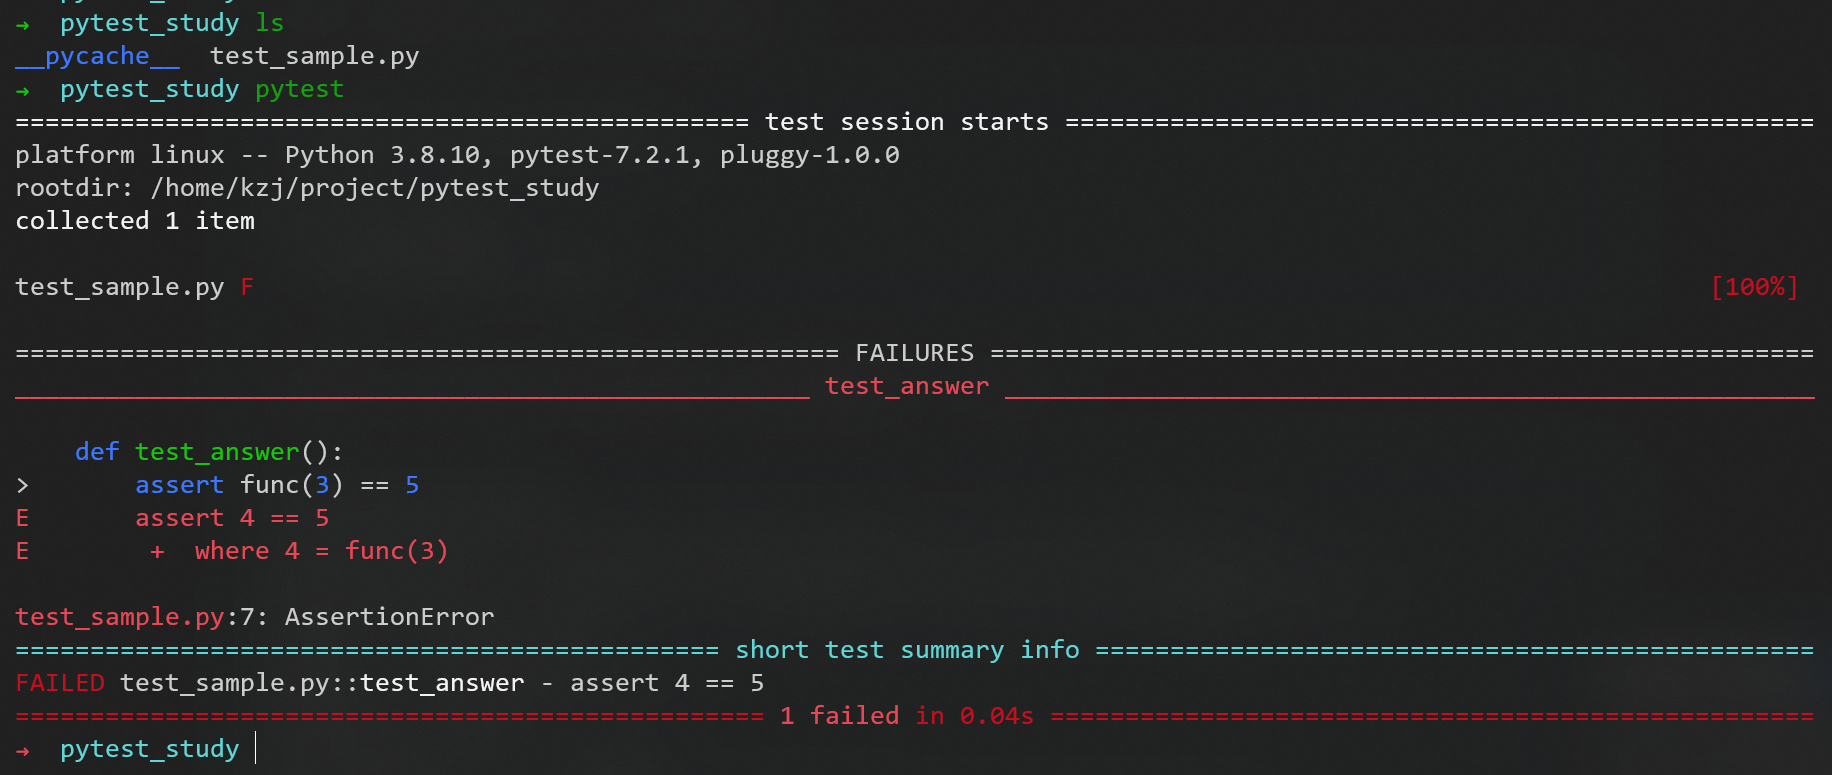 →  pytest_study ls
__pycache__  test_sample.py
→  pytest_study pytest
================================================= test session starts ==================================================
platform linux -- Python 3.8.10, pytest-7.2.1, pluggy-1.0.0
rootdir: /home/kzj/project/pytest_study
collected 1 item

test_sample.py F                                                                                                 [100%]

======================================================= FAILURES =======================================================
_____________________________________________________ test_answer ______________________________________________________

    def test_answer():
>       assert func(3) == 5
E       assert 4 == 5
E        +  where 4 = func(3)

test_sample.py:7: AssertionError
=============================================== short test summary info ================================================
FAILED test_sample.py::test_answer - assert 4 == 5
================================================== 1 failed in 0.04s ===================================================
→  pytest_study